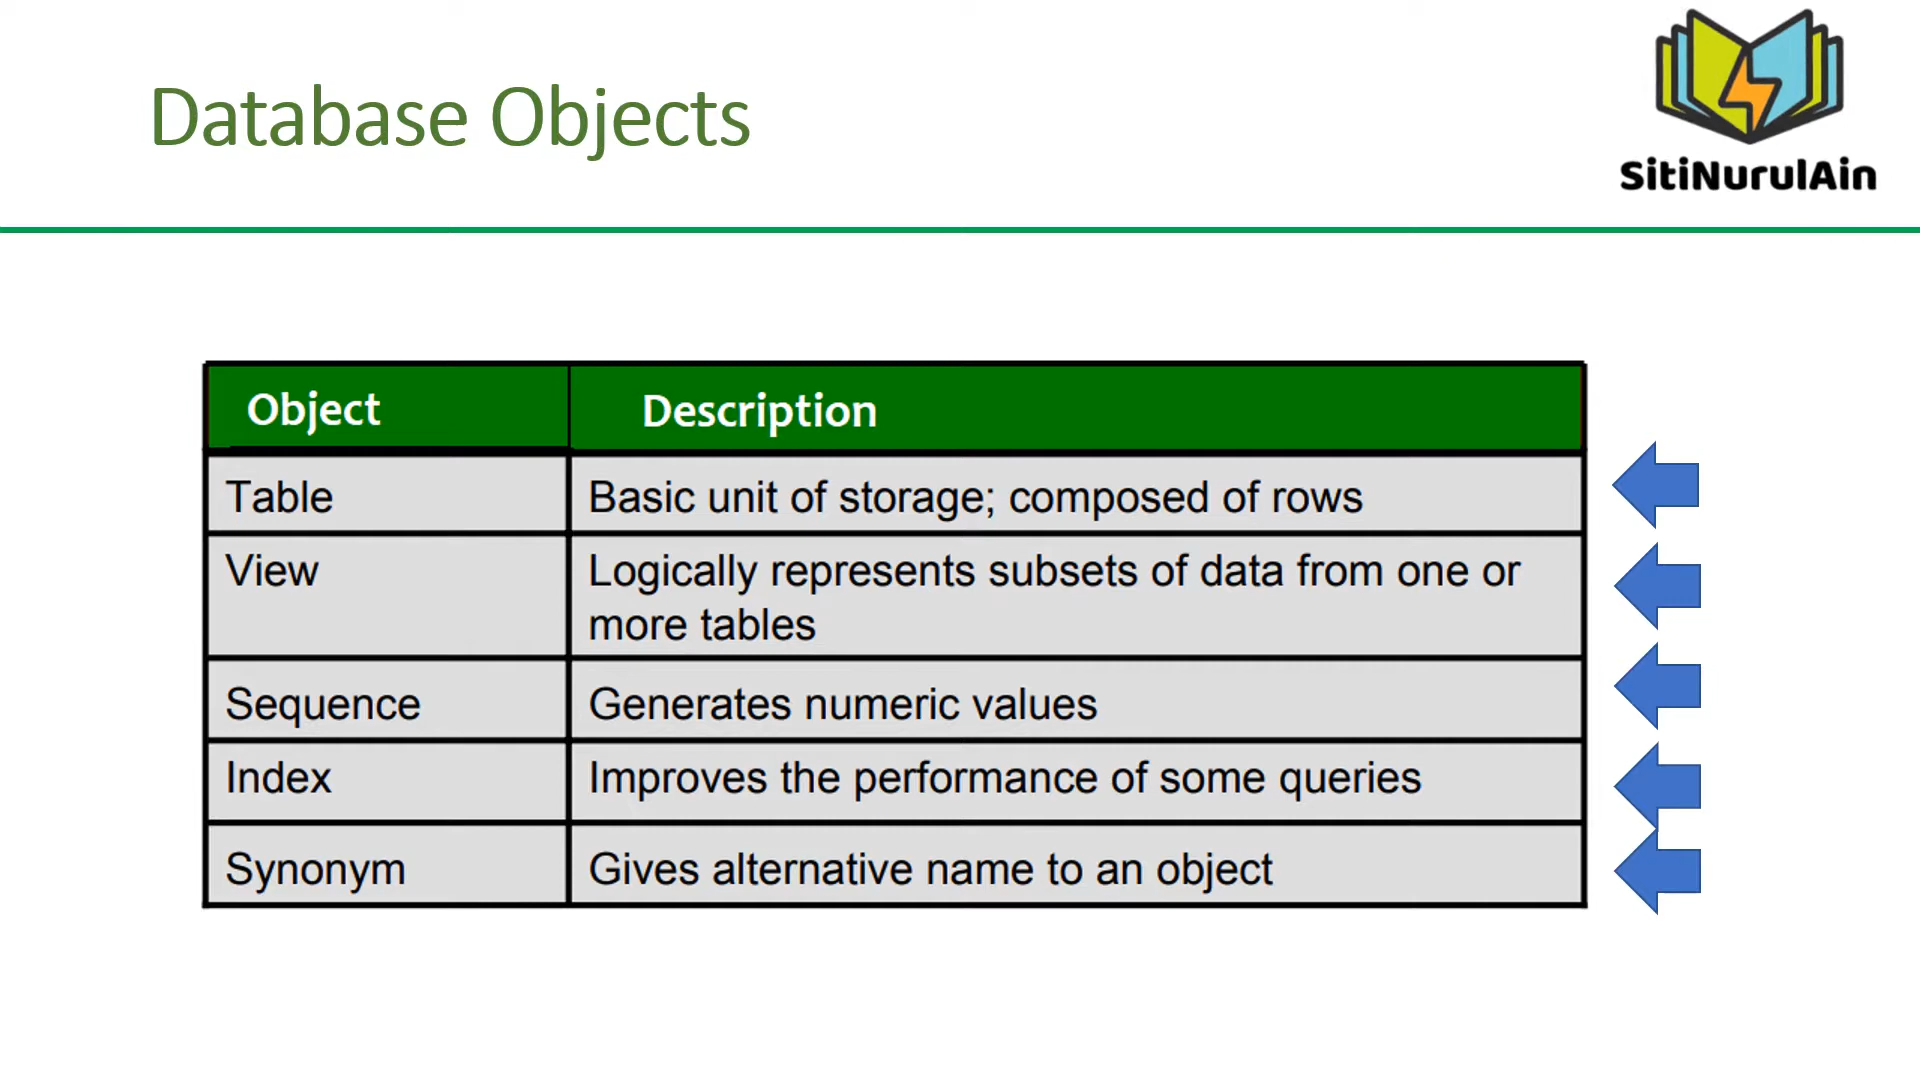 Database Objects
SitiNurulAin
Object Description
Table Basic unit of storage; composed of rows
View Logically represents subsets of data from one or
more tables
Sequence Generates numeric values
Index Improves the performance of some queries
Synonym Gives alternative name to an object